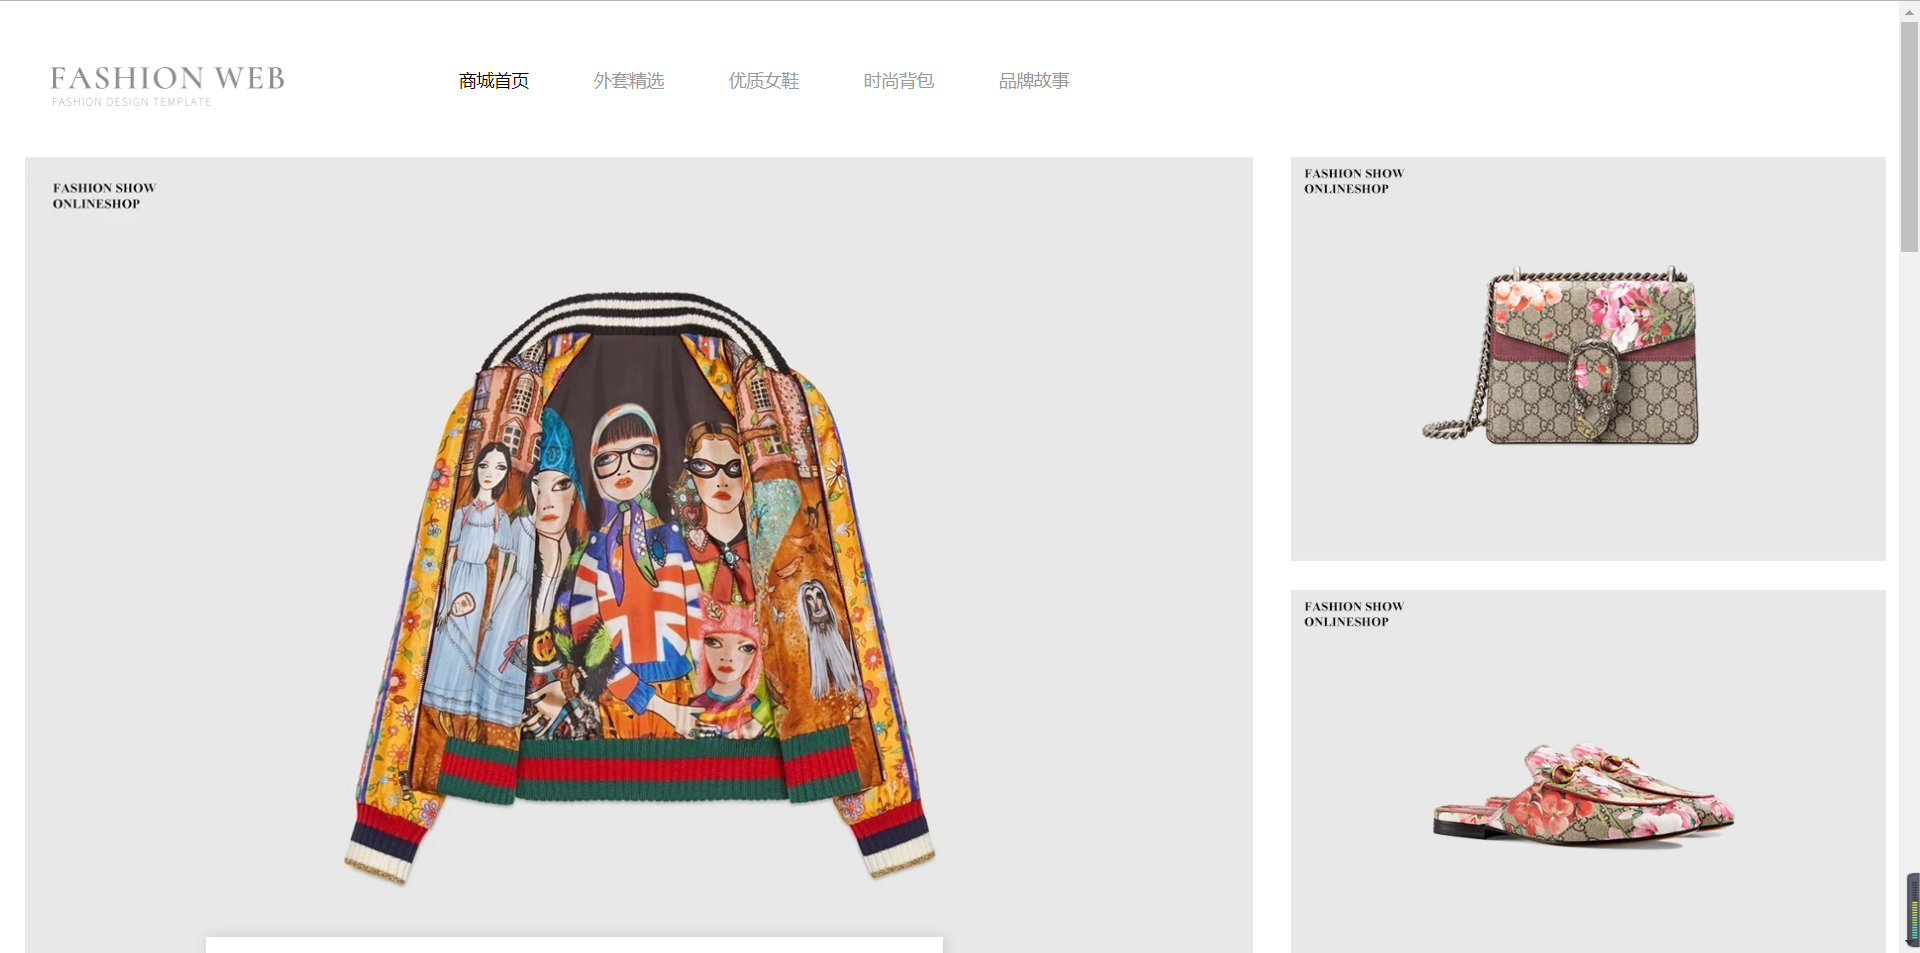 FASHION WEB
FASHION DESIGN TEMPLATE
商城首页 外套精选 优质女鞋 时尚背包 品牌故事
FASHION SHOW
ONLINESHOP
FASHION SHOW
ONLINESHOP
FASHION SHOW
ONLINESHOP